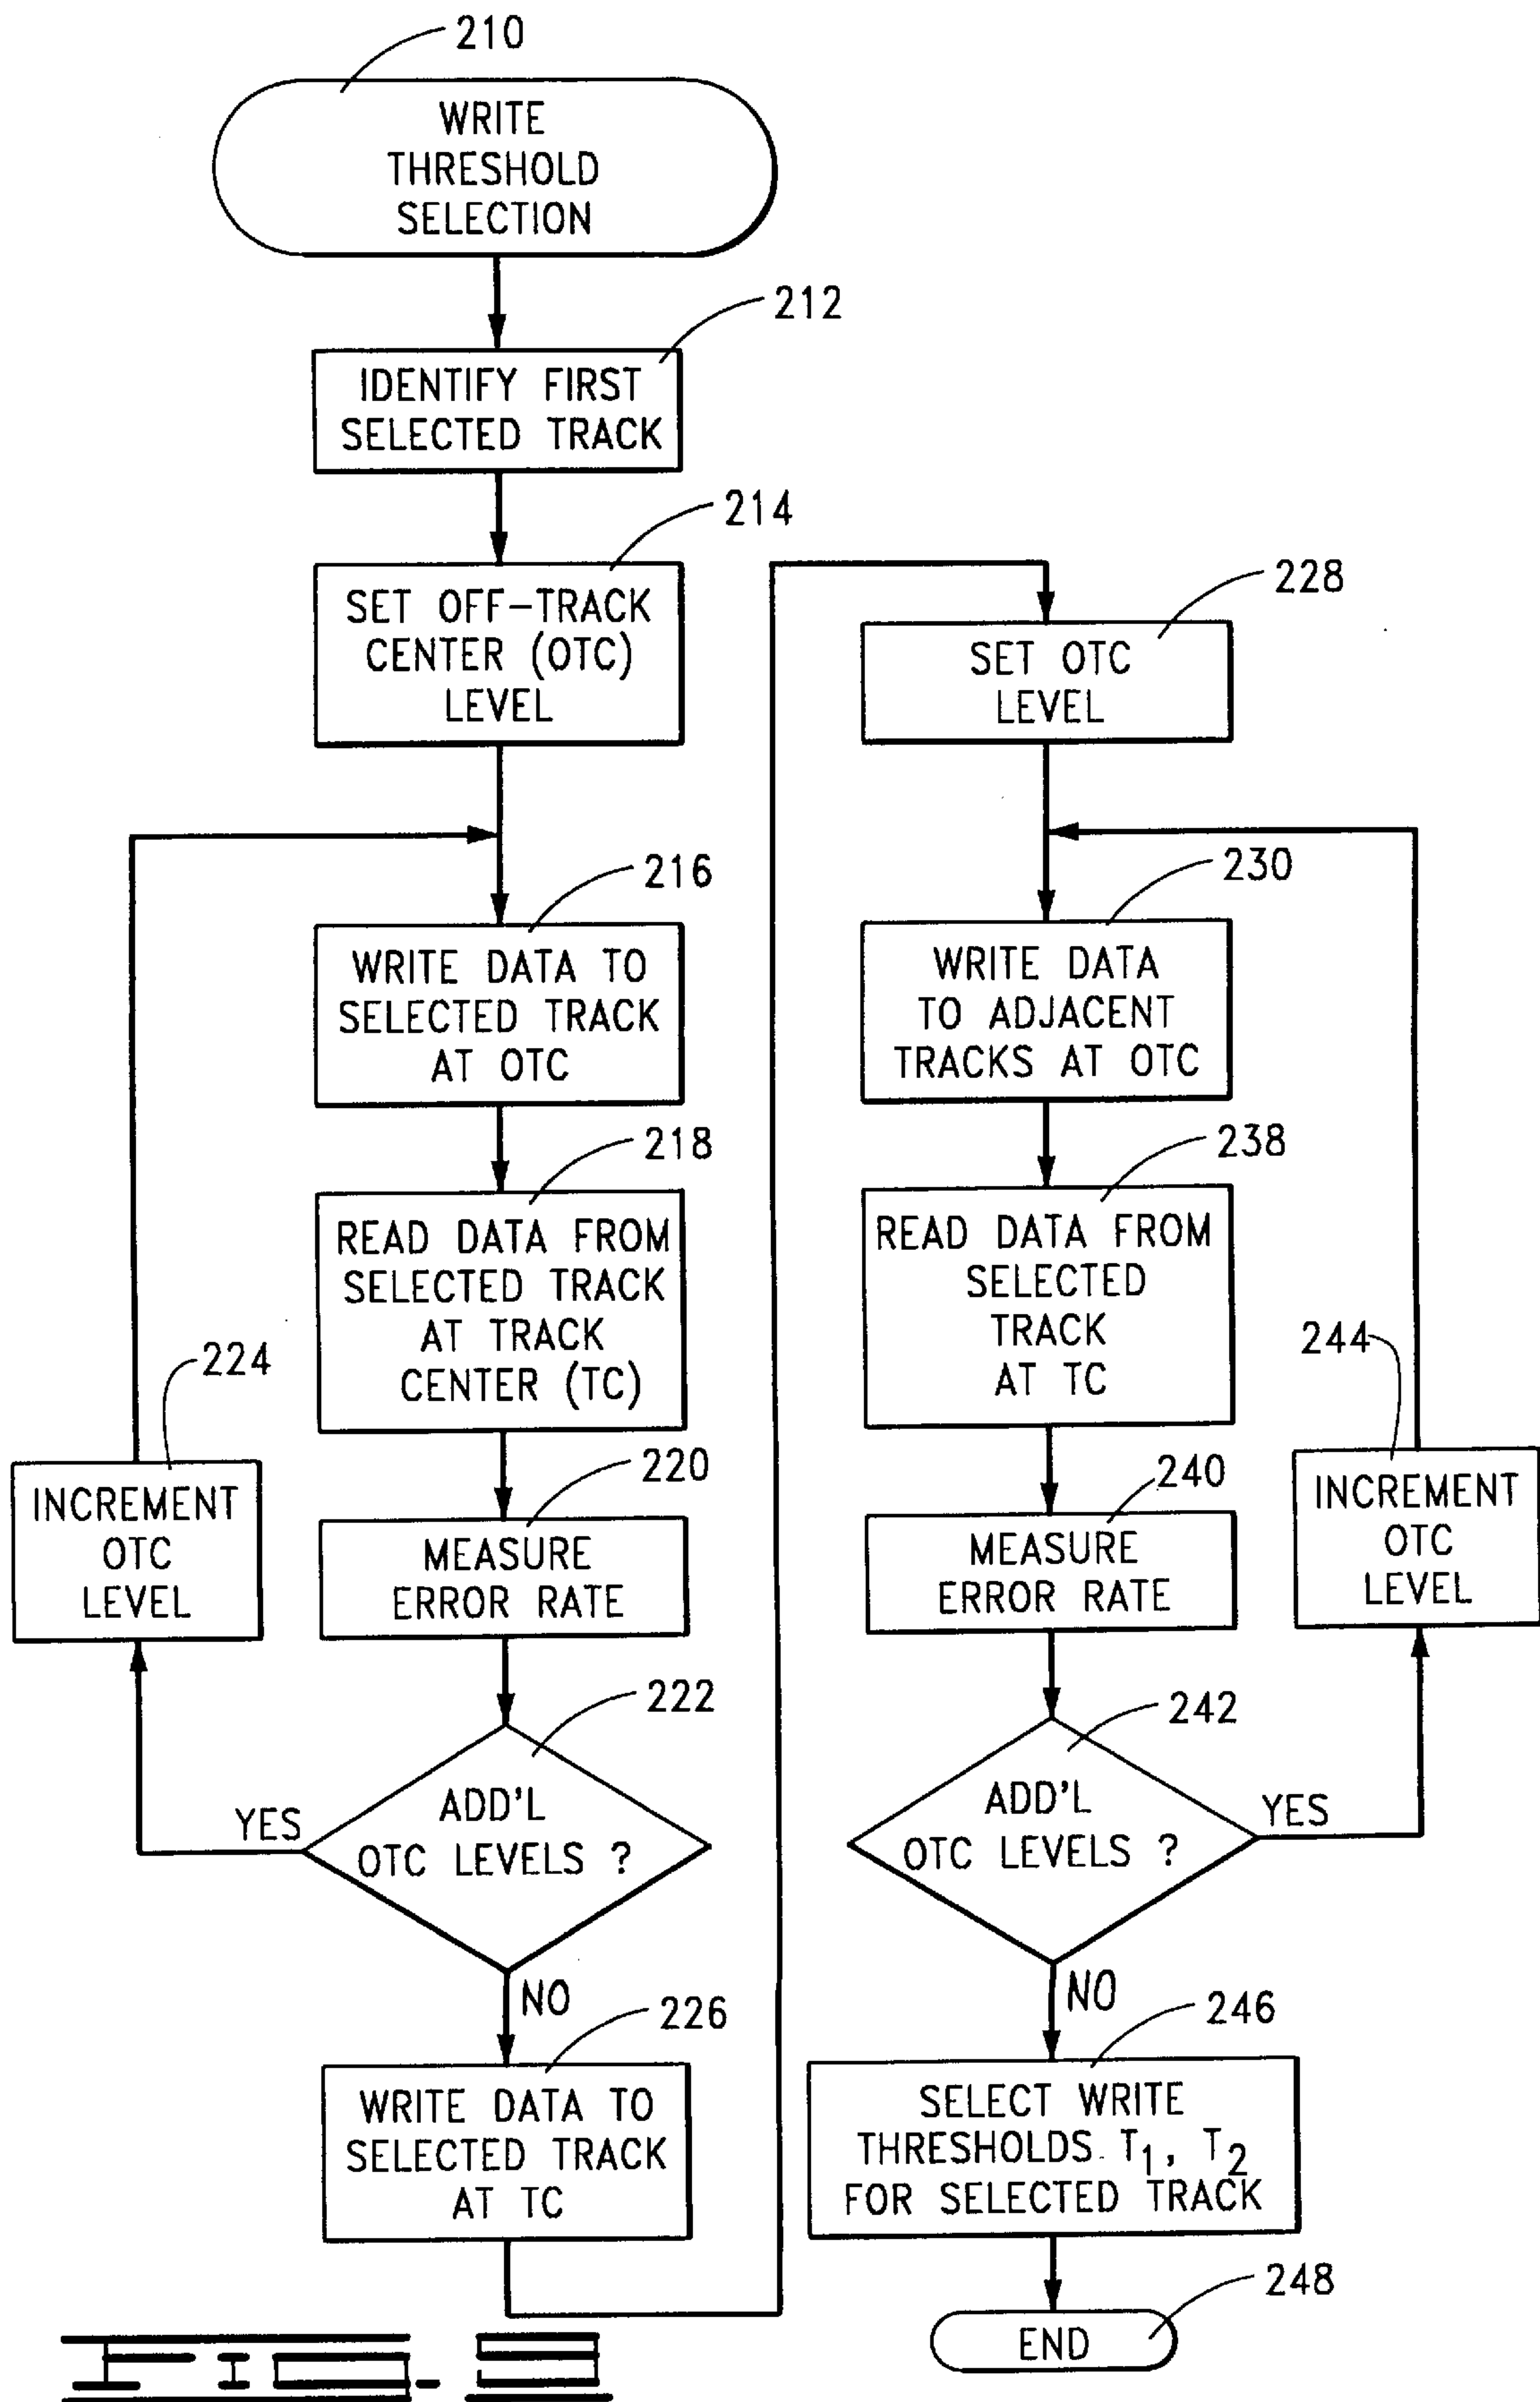 210
WRITE
THRESHOLD
SELECTION
212
IDENTIFY FIRST
SELECTED TRACK
214
SET OFF-TRACK
CENTER (OTC)
LEVEL
216
WRITE DATA TO
SELECTED TRACK
AT OTC
218
READ DATA FROM
SELECTED TRACK
AT TRACK
CENTER (TC)
224
INCREMENT
OTC
LEVEL
220
MEASURE
ERROR RATE
222
ADD'L
OTC LEVELS ?
YES
NO
226
WRITE DATA TO
SELECTED TRACK
AT TC
228
SET OTC
LEVEL
230
WRITE DATA
TO ADJACENT
TRACKS AT OTC
238
READ DATA FROM
SELECTED
TRACK
AT TC
244
INCREMENT
OTC
LEVEL
240
MEASURE
ERROR RATE
242
ADD'L
OTC LEVELS ?
YES
NO
246
SELECT WRITE
THRESHOLDS T1, T2
FOR SELECTED TRACK
248
END